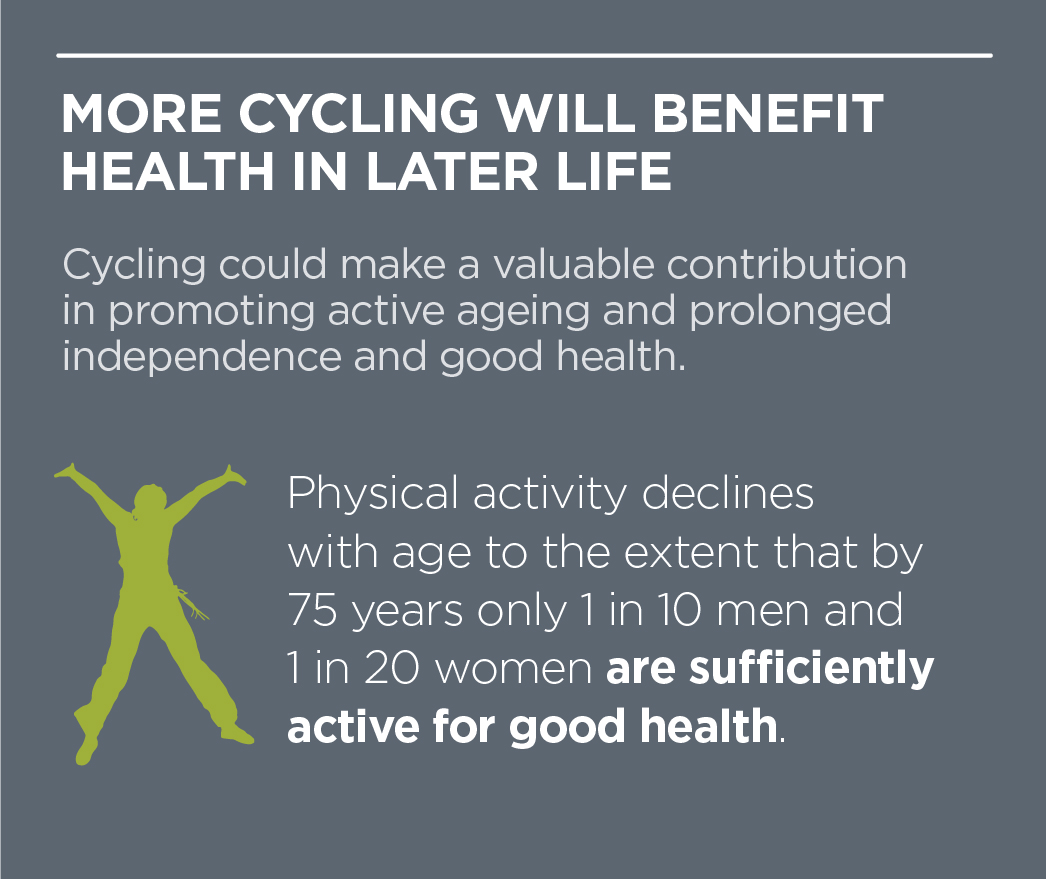 MORE CYCLING WILL BENEFIT
HEALTH IN LATER LIFE
Cycling could make a valuable contribution
in promoting active ageing and prolonged
independence and good health.
Physical activity declines
with age to the extent that by
75 years only 1 in 10 men and
1 in 20 women are sufficiently
active for good health.